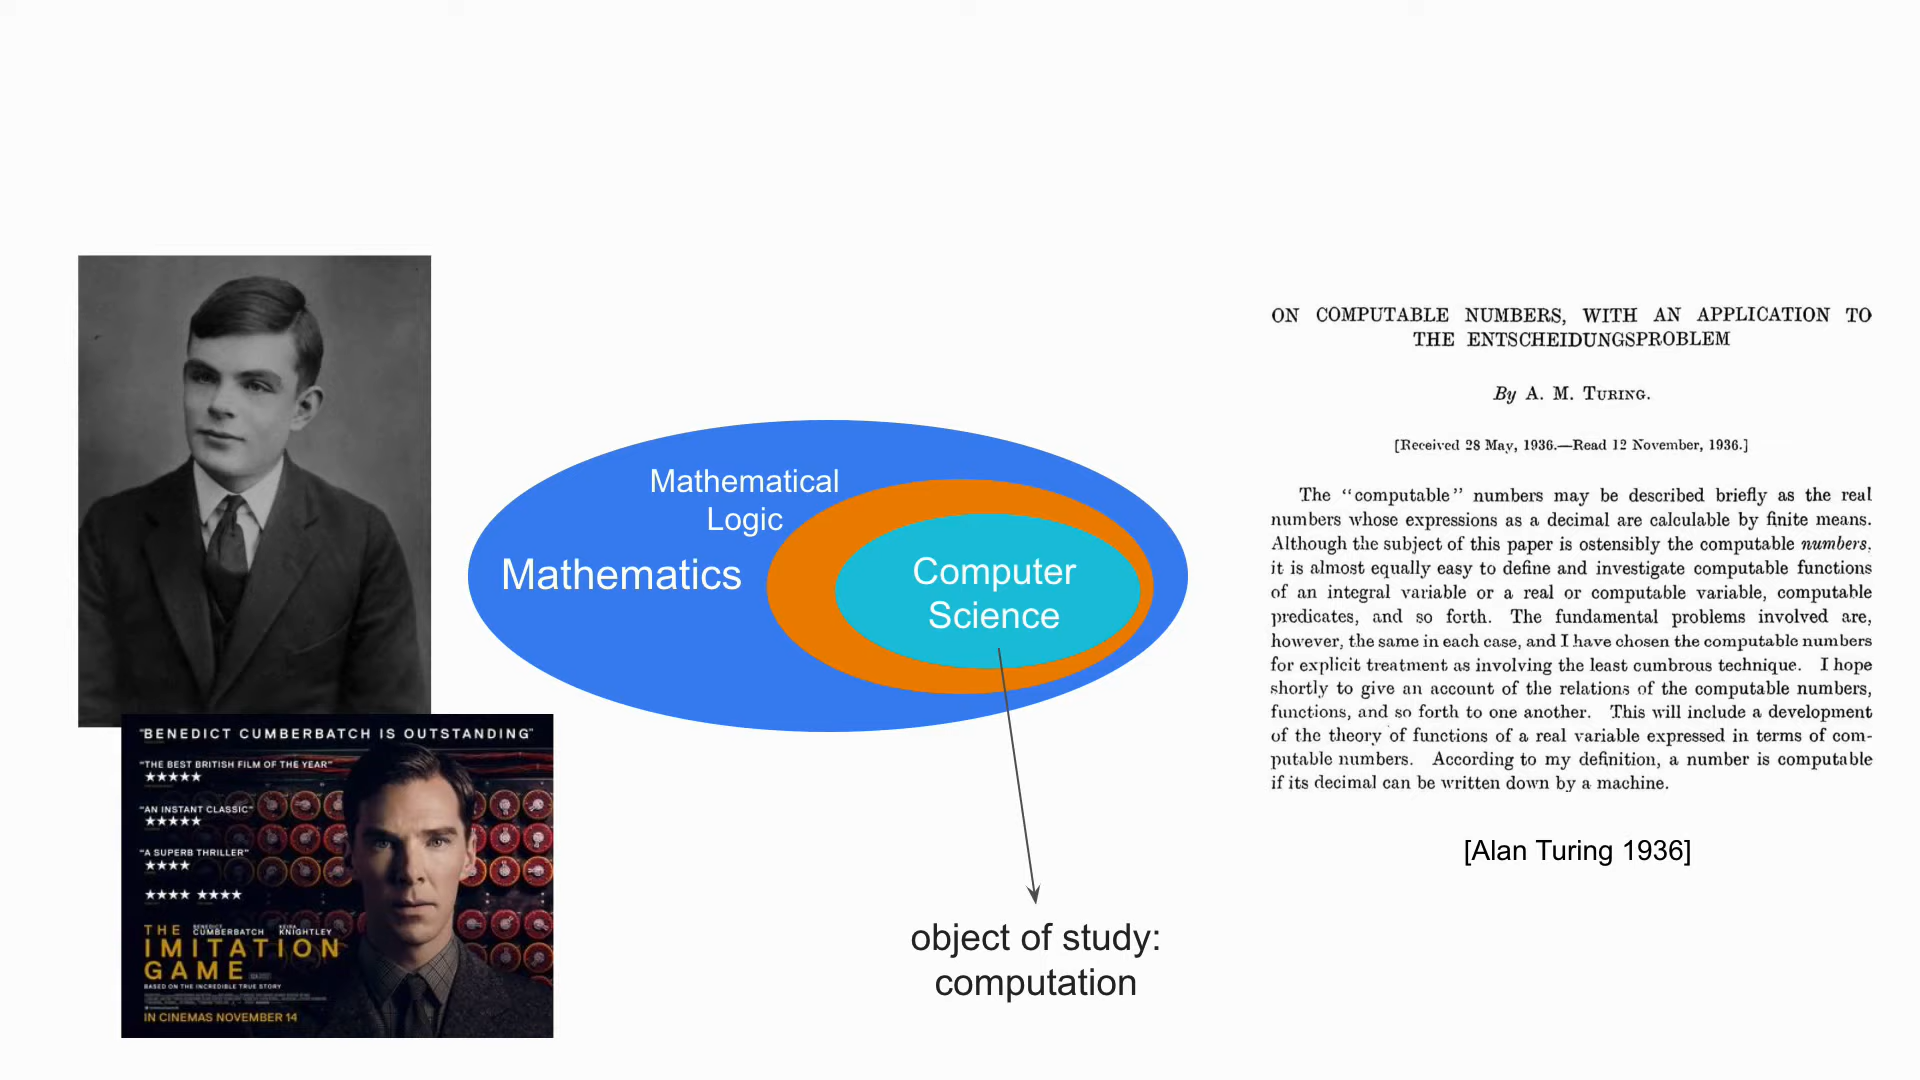 Mathematical
Logic
Mathematics
Computer
Science
object of study:
computation
"BENEDICT CUMBERBATCH IS OUTSTANDING"
"THE BEST BRITISH FILM OF THE YEAR"
★★★★★
"AN INSTANT CLASSIC"
★★★★★
"A SUPERB THRILLER"
★★★★
★★★★ ★★★★
BENEDICT CUMBERBATCH
KEIRA KNIGHTLEY
THE
IMITATION
GAME
BASED ON THE INCREDIBLE TRUE STORY
IN CINEMAS NOVEMBER 14
ON COMPUTABLE NUMBERS, WITH AN APPLICATION TO
THE ENTSCHEIDUNGSPROBLEM
By A. M. TURING.
[Received 28 May, 1936.—Read 12 November, 1936.]
The "computable" numbers may be described briefly as the real
numbers whose expressions as a decimal are calculable by finite means.
Although the subject of this paper is ostensibly the computable numbers,
it is almost equally easy to define and investigate computable functions
of an integral variable or a real or computable variable, computable
predicates, and so forth. The fundamental problems involved are,
however, the same in each case, and I have chosen the computable numbers
for explicit treatment as involving the least cumbrous technique. I hope
shortly to give an account of the relations of the computable numbers,
functions, and so forth to one another. This will include a development
of the theory of functions of a real variable expressed in terms of com-
putable numbers. According to my definition, a number is computable
if its decimal can be written down by a machine.
[Alan Turing 1936]